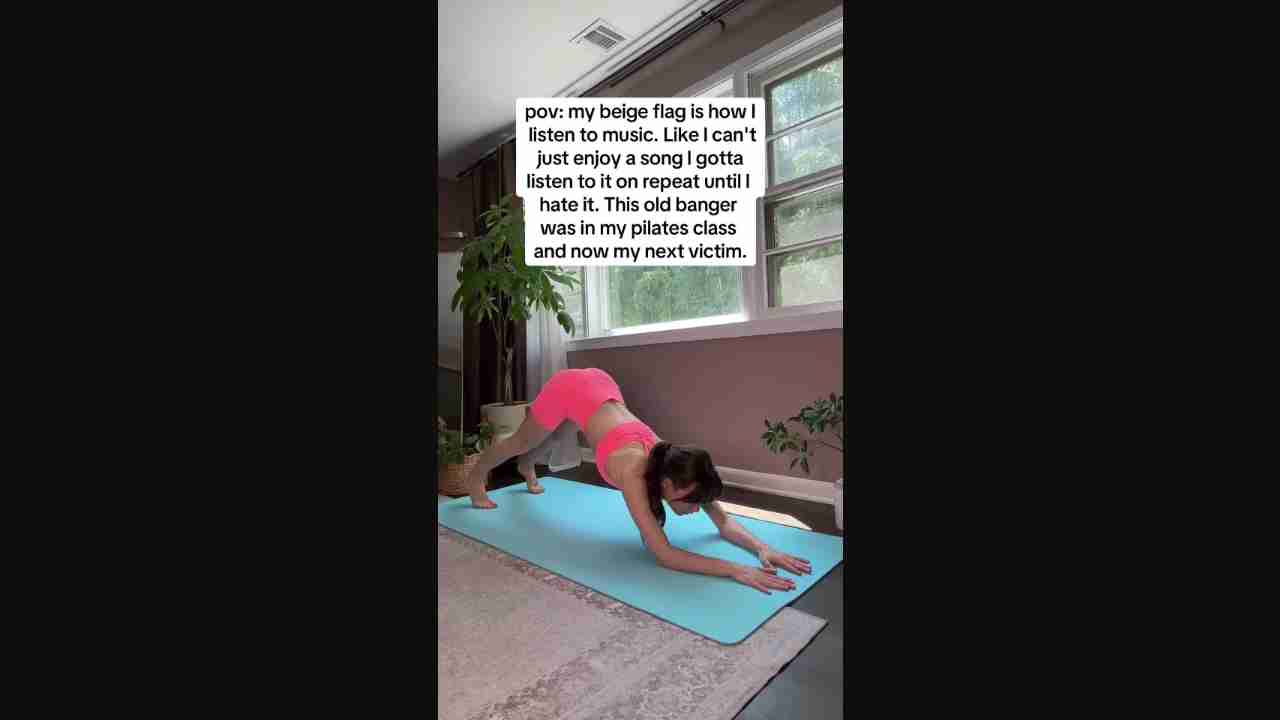 pov: my beige flag is how I
listen to music. Like I can't
just enjoy a song I gotta
listen to it on repeat until I
hate it. This old banger
was in my pilates class
and now my next victim.